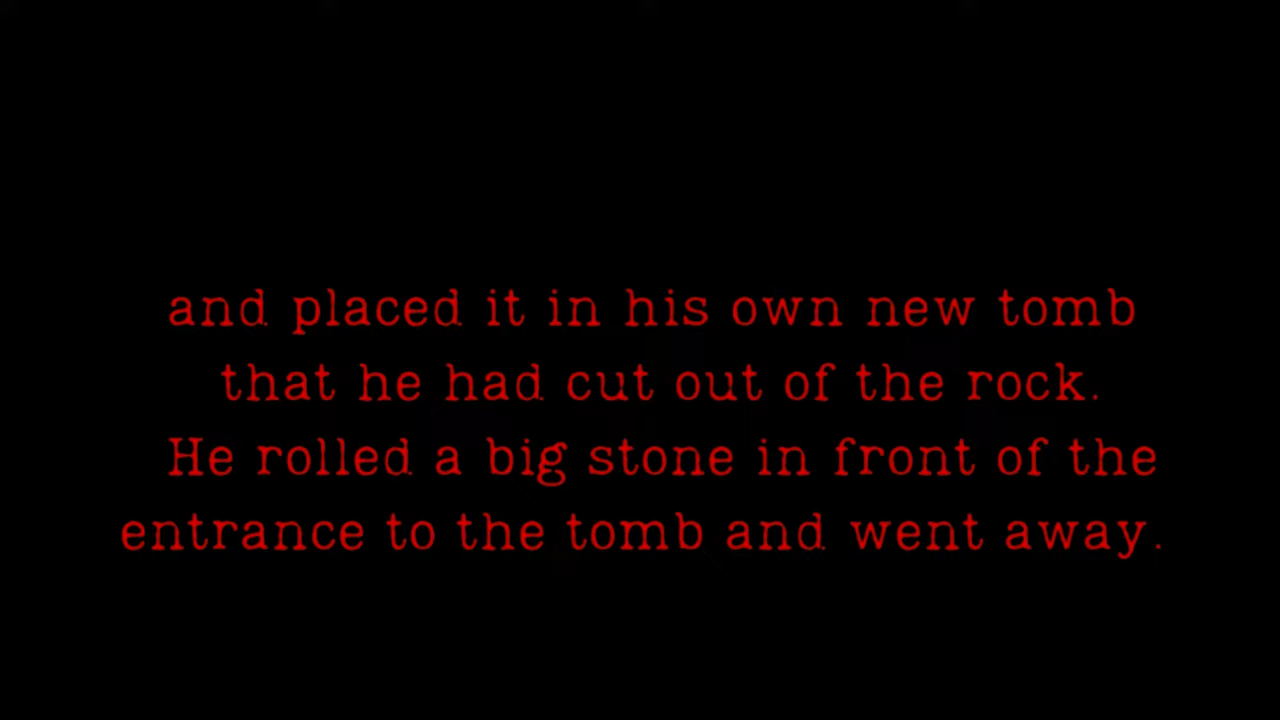 and placed it in his own new tomb
that he had cut out of the rock.
He rolled a big stone in front of the
entrance to the tomb and went away.